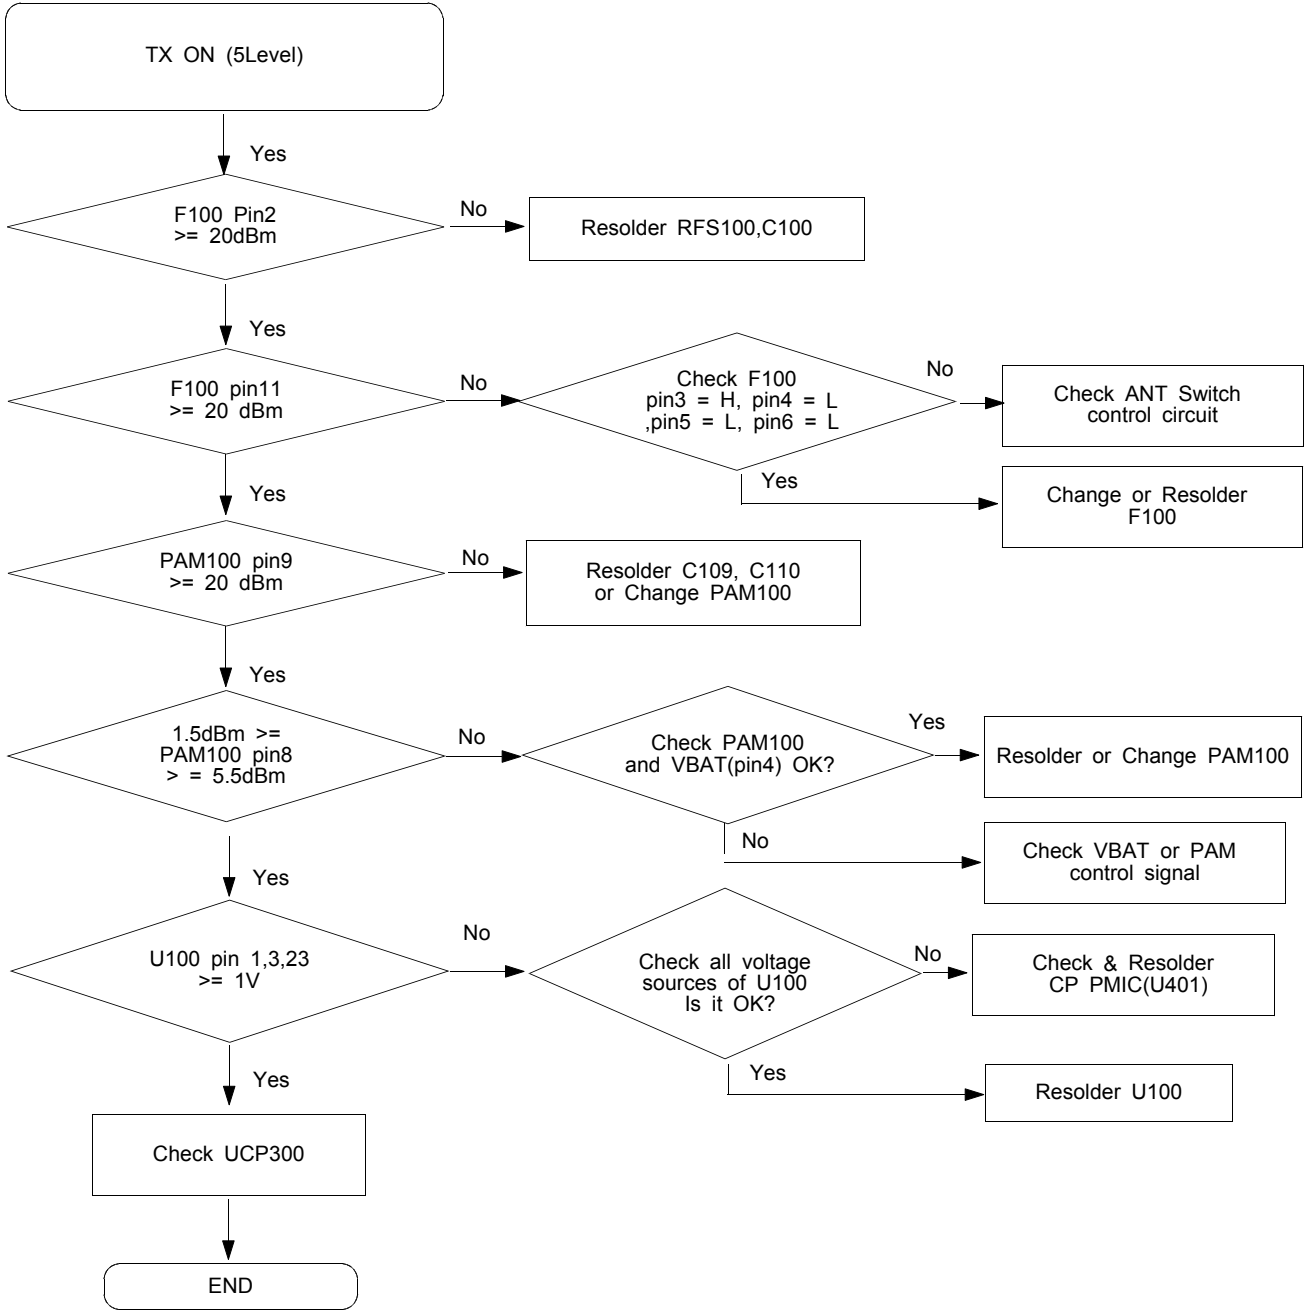 TX ON (5Level)
Yes
F100 Pin2
>= 20dBm
No
Resolder RFS100,C100
Yes
F100 pin11
>= 20 dBm
No
Check F100
pin3 = H, pin4 = L
,pin5 = L, pin6 = L
No
Check ANT Switch
control circuit
Yes
Change or Resolder
F100
Yes
PAM100 pin9
>= 20 dBm
No
Resolder C109, C110
or Change PAM100
Yes
1.5dBm >=
PAM100 pin8
> = 5.5dBm
No
Check PAM100
and VBAT(pin4) OK?
Yes
Resolder or Change PAM100
No
Check VBAT or PAM
control signal
Yes
U100 pin 1,3,23
>= 1V
No
Check all voltage
sources of U100
Is it OK?
No
Check & Resolder
CP PMIC(U401)
Yes
Resolder U100
Yes
Check UCP300
END